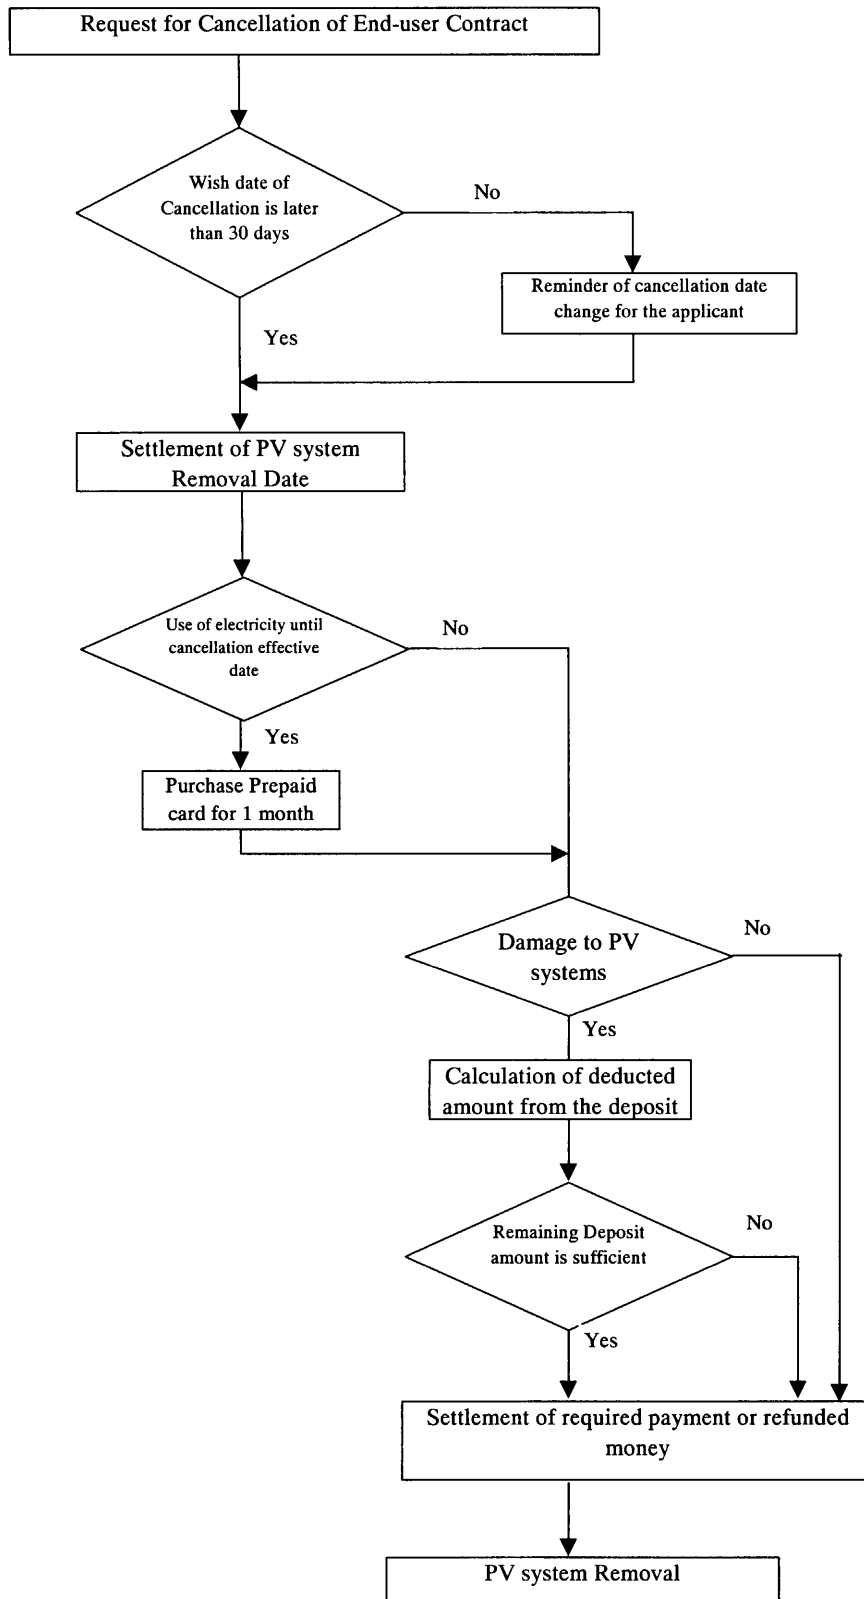 Request for Cancellation of End-user Contract
Wish date of
Cancellation is later
than 30 days
No
Reminder of cancellation date
change for the applicant
Yes
Settlement of PV system
Removal Date
Use of electricity until
cancellation effective
date
No
Yes
Purchase Prepaid
card for 1 month
Damage to PV
systems
No
Yes
Calculation of deducted
amount from the deposit
Remaining Deposit
amount is sufficient
No
Yes
Settlement of required payment or refunded
money
PV system Removal